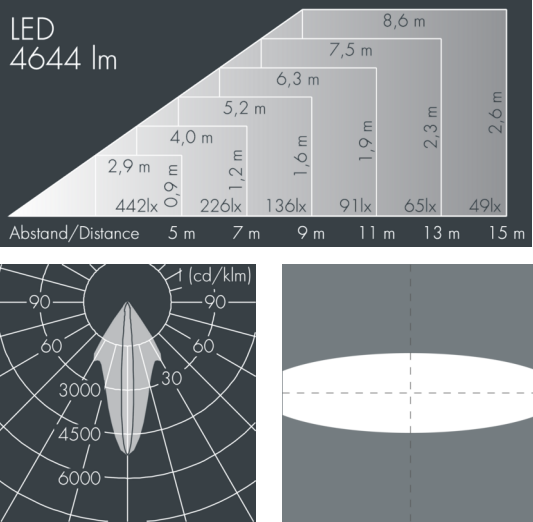 LED
4644 lm
8,6 m
7,5 m
6,3 m
5,2 m
4,0 m
2,9 m
0,9 m
1,2 m
1,6 m
1,9 m
2,3 m
2,6 m
442lx 226lx 136lx 91lx 65lx 49lx
Abstand/Distance 5 m 7 m 9 m 11 m 13 m 15 m
I (cd/klm)
90 90
60 60
3000 30
4500
6000